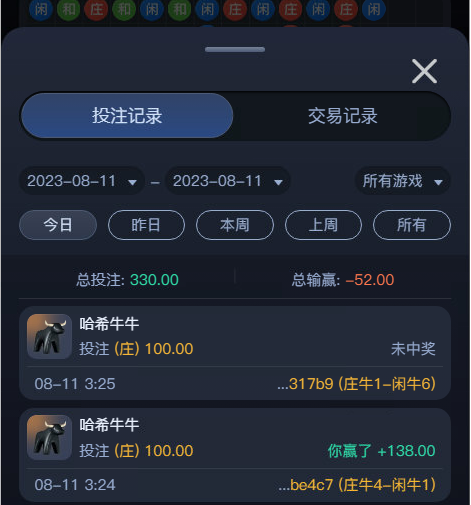 闲 和 庄 和 闲 和 闲 庄 闲 庄 闲 庄 闲
投注记录 交易记录
2023-08-11 – 2023-08-11 所有游戏
今日 昨日 本周 上周 所有
总投注: 330.00 总输赢: -52.00
哈希牛牛
投注 (庄) 100.00 未中奖
08-11 3:25 ...317b9 (庄牛1-闲牛6)
哈希牛牛
投注 (庄) 100.00 你赢了 +138.00
08-11 3:24 ...be4c7 (庄牛4-闲牛1)